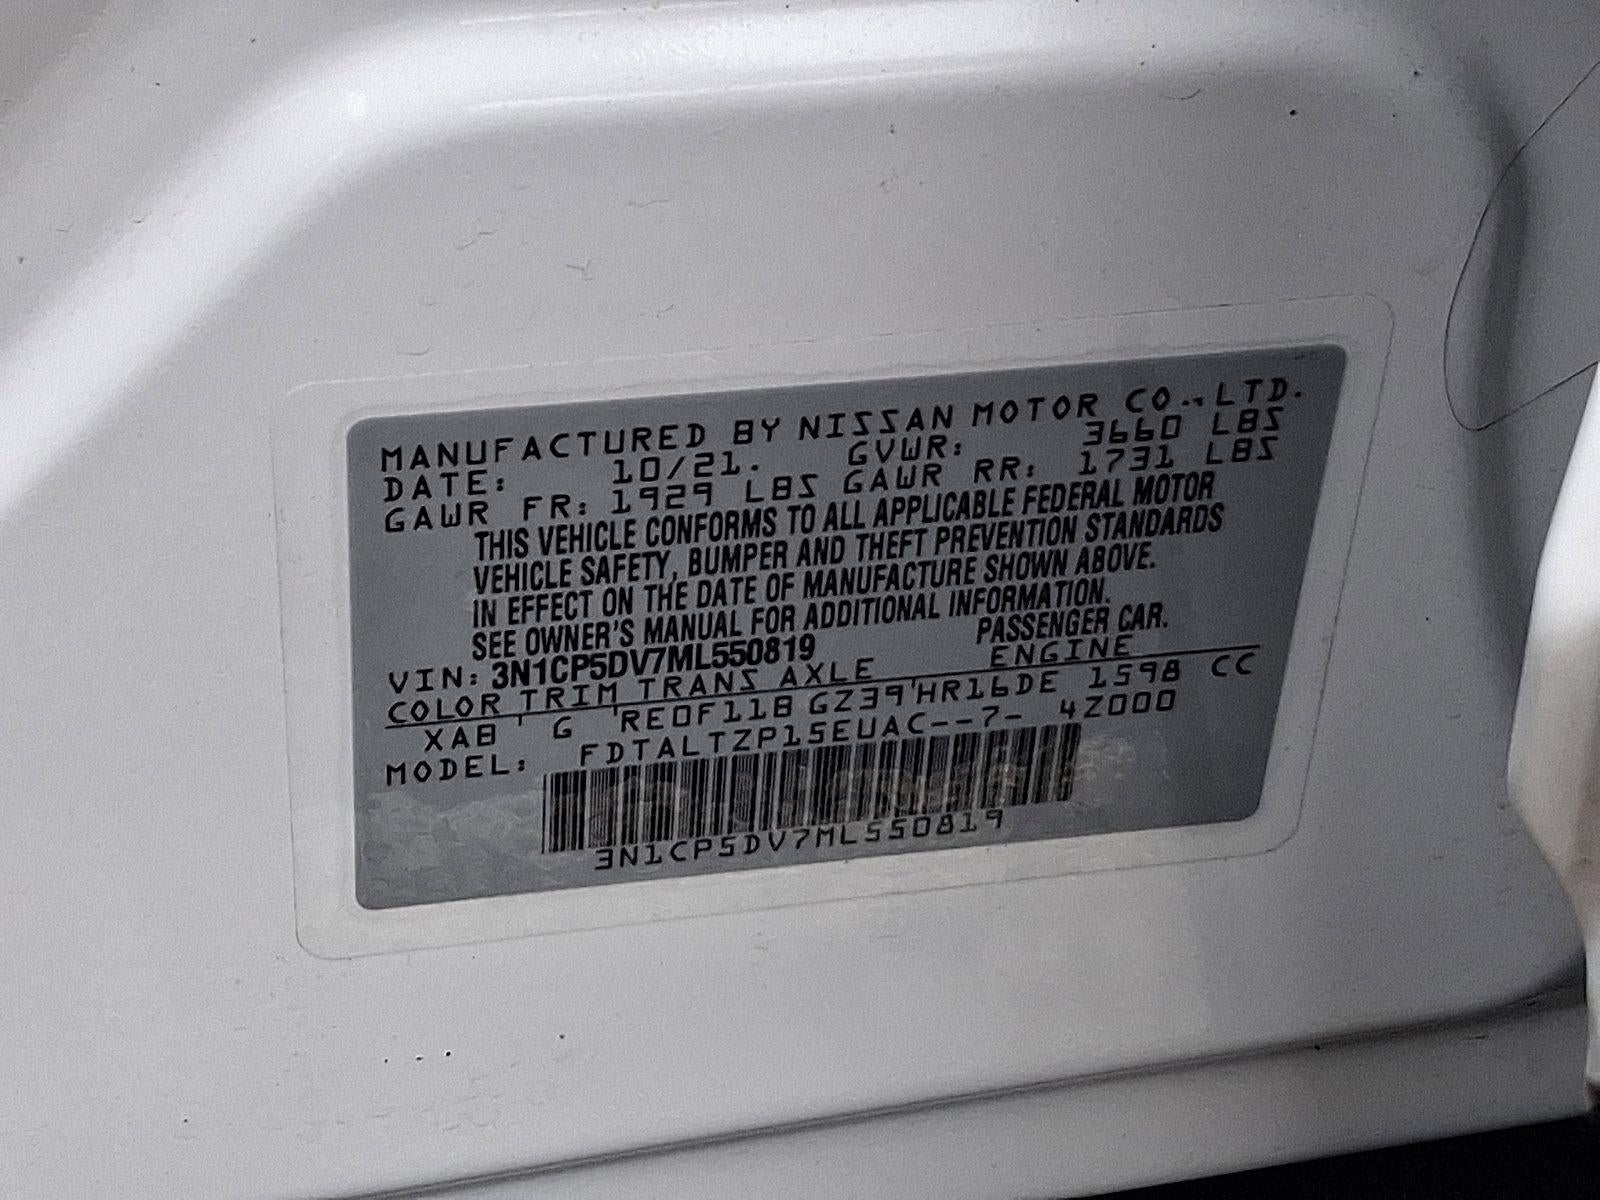 MANUFACTURED BY NISSAN MOTOR CO., LTD.
DATE: 10/21. GVWR: 3660 LBS
GAWR FR: 1929 LBS GAWR RR: 1731 LBS
THIS VEHICLE CONFORMS TO ALL APPLICABLE FEDERAL MOTOR
VEHICLE SAFETY, BUMPER AND THEFT PREVENTION STANDARDS
IN EFFECT ON THE DATE OF MANUFACTURE SHOWN ABOVE.
SEE OWNER'S MANUAL FOR ADDITIONAL INFORMATION.
VIN: 3N1CP5DV7ML550819 PASSENGER CAR.
COLOR TRIM TRANS AXLE ENGINE
XAB G RE0F11B GZ39 HR16DE 1598 CC
MODEL: FDTALTZP15EUAC--7- 4Z000
3N1CP5DV7ML550819